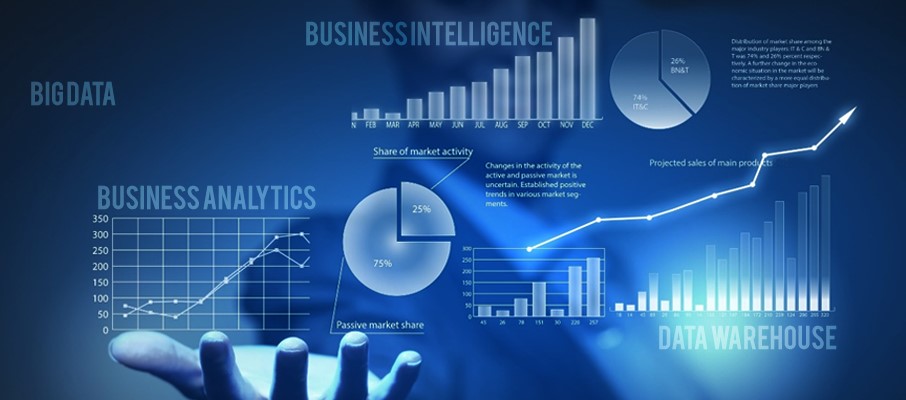 BUSINESS INTELLIGENCE
BIG DATA
FEB MAR APR MAY JUN JUL AUG SEP OCT NOV DEC
26%
BN&T
74%
IT&C
Distribution of market share among the
major industry players. IT & C and BN &
T was 74% and 26% percent respec-
tively. A further change in the eco-
nomic situation in the market will be
characterized by a more equal distribu-
tion of market share major players
Share of market activity
25%
75%
Passive market share
Changes in the activity of the
active and passive market is
uncertain. Established positive
trends in various market seg-
ments.
Projected sales of main products
BUSINESS ANALYTICS
350
300
250
200
150
100
50
0
300
250
200
150
100
50
0
45 26 78 151 30 220 257
DATA WAREHOUSE